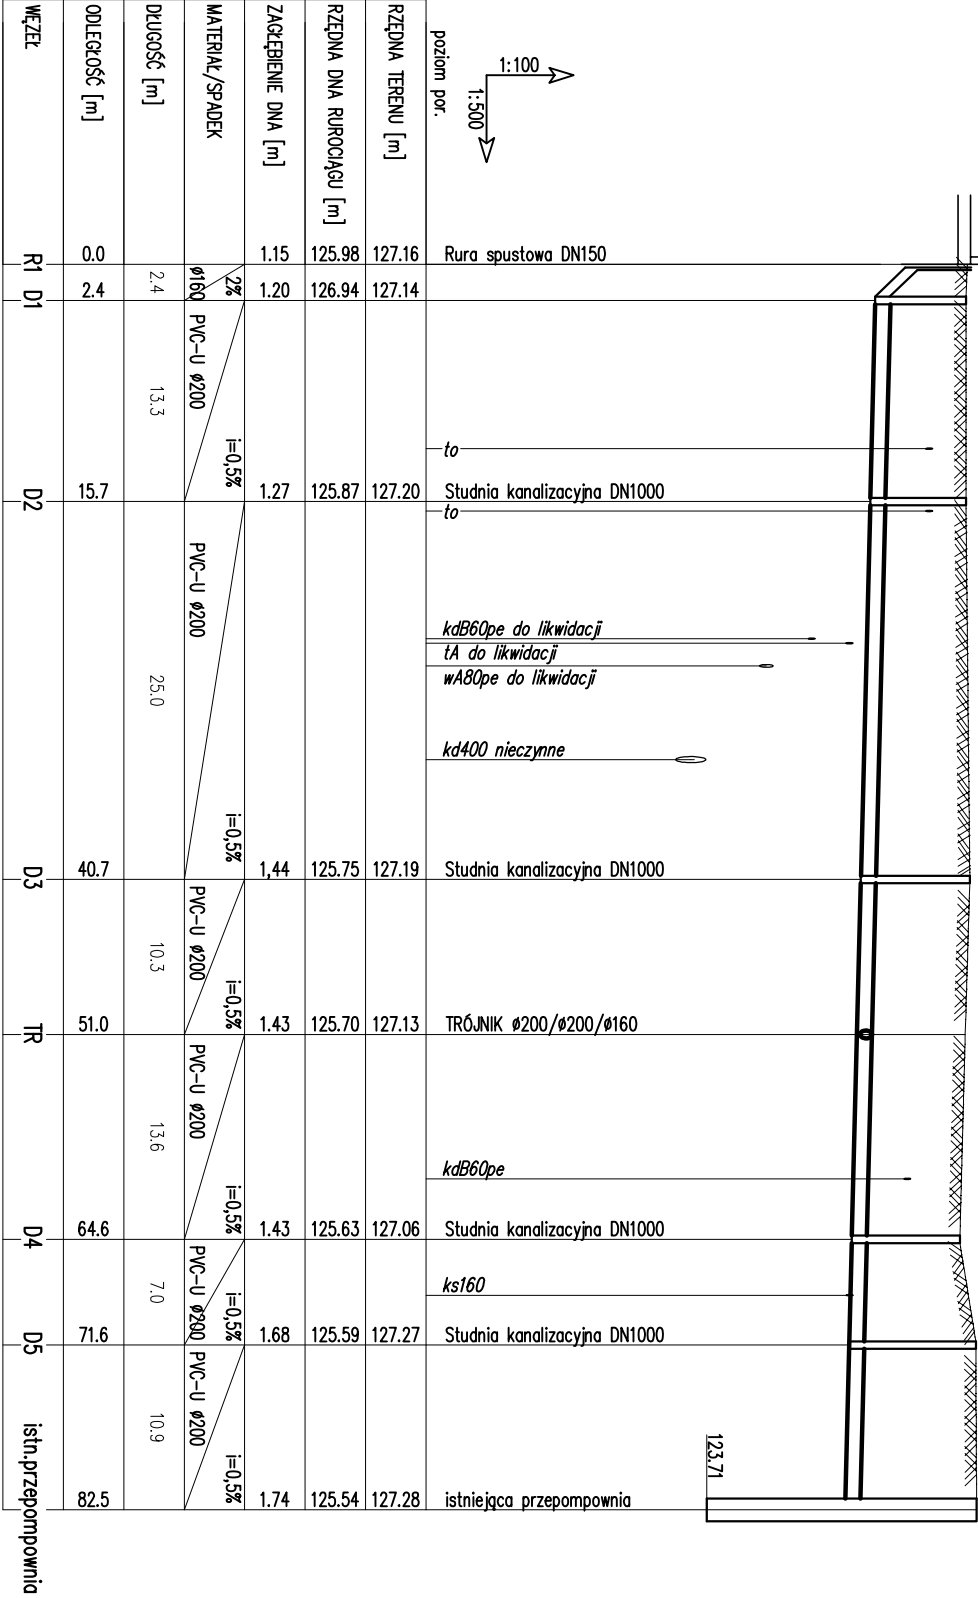 1:100
1:500
poziom por.
RZĘDNA TERENU [m]
127.16 127.14 127.20 127.19 127.13 127.06 127.27 127.28
RZĘDNA DNA RUROCIĄGU [m]
125.98 126.94 125.87 125.75 125.70 125.63 125.59 125.54
ZAGŁĘBIENIE DNA [m]
1.15 1.20 1.27 1,44 1.43 1.43 1.68 1.74
MATERIAŁ/SPADEK
2% i=0,5% i=0,5% i=0,5% i=0,5% i=0,5% i=0,5%
ø160 PVC-U ø200 PVC-U ø200 PVC-U ø200 PVC-U ø200 PVC-U ø200 PVC-U ø200
DŁUGOŚĆ [m]
2.4 13.3 25.0 10.3 13.6 7.0 10.9
ODLEGŁOŚĆ [m]
0.0 2.4 15.7 40.7 51.0 64.6 71.6 82.5
WĘZEŁ
R1 D1 D2 D3 TR D4 D5 istn.przepompownia
Rura spustowa DN150
to
Studnia kanalizacyjna DN1000
to
kdB60pe do likwidacji
tA do likwidacji
wA80pe do likwidacji
kd400 nieczynne
Studnia kanalizacyjna DN1000
TRÓJNIK ø200/ø200/ø160
kdB60pe
Studnia kanalizacyjna DN1000
ks160
Studnia kanalizacyjna DN1000
istniejąca przepompownia
123.71